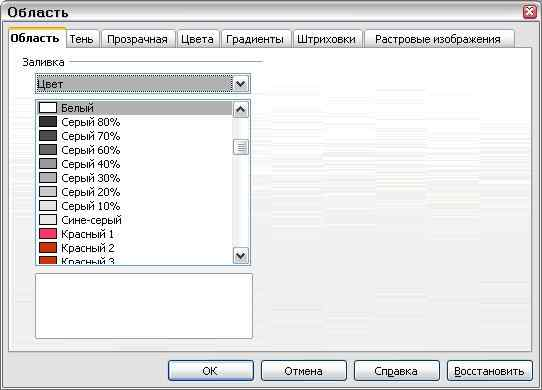 Область
Область Тень Прозрачная Цвета Градиенты Штриховки Растровые изображения
Заливка
Цвет
Белый
Серый 80%
Серый 70%
Серый 60%
Серый 40%
Серый 30%
Серый 20%
Серый 10%
Сине-серый
Красный 1
Красный 2
Красный 3
OK Отмена Справка Восстановить